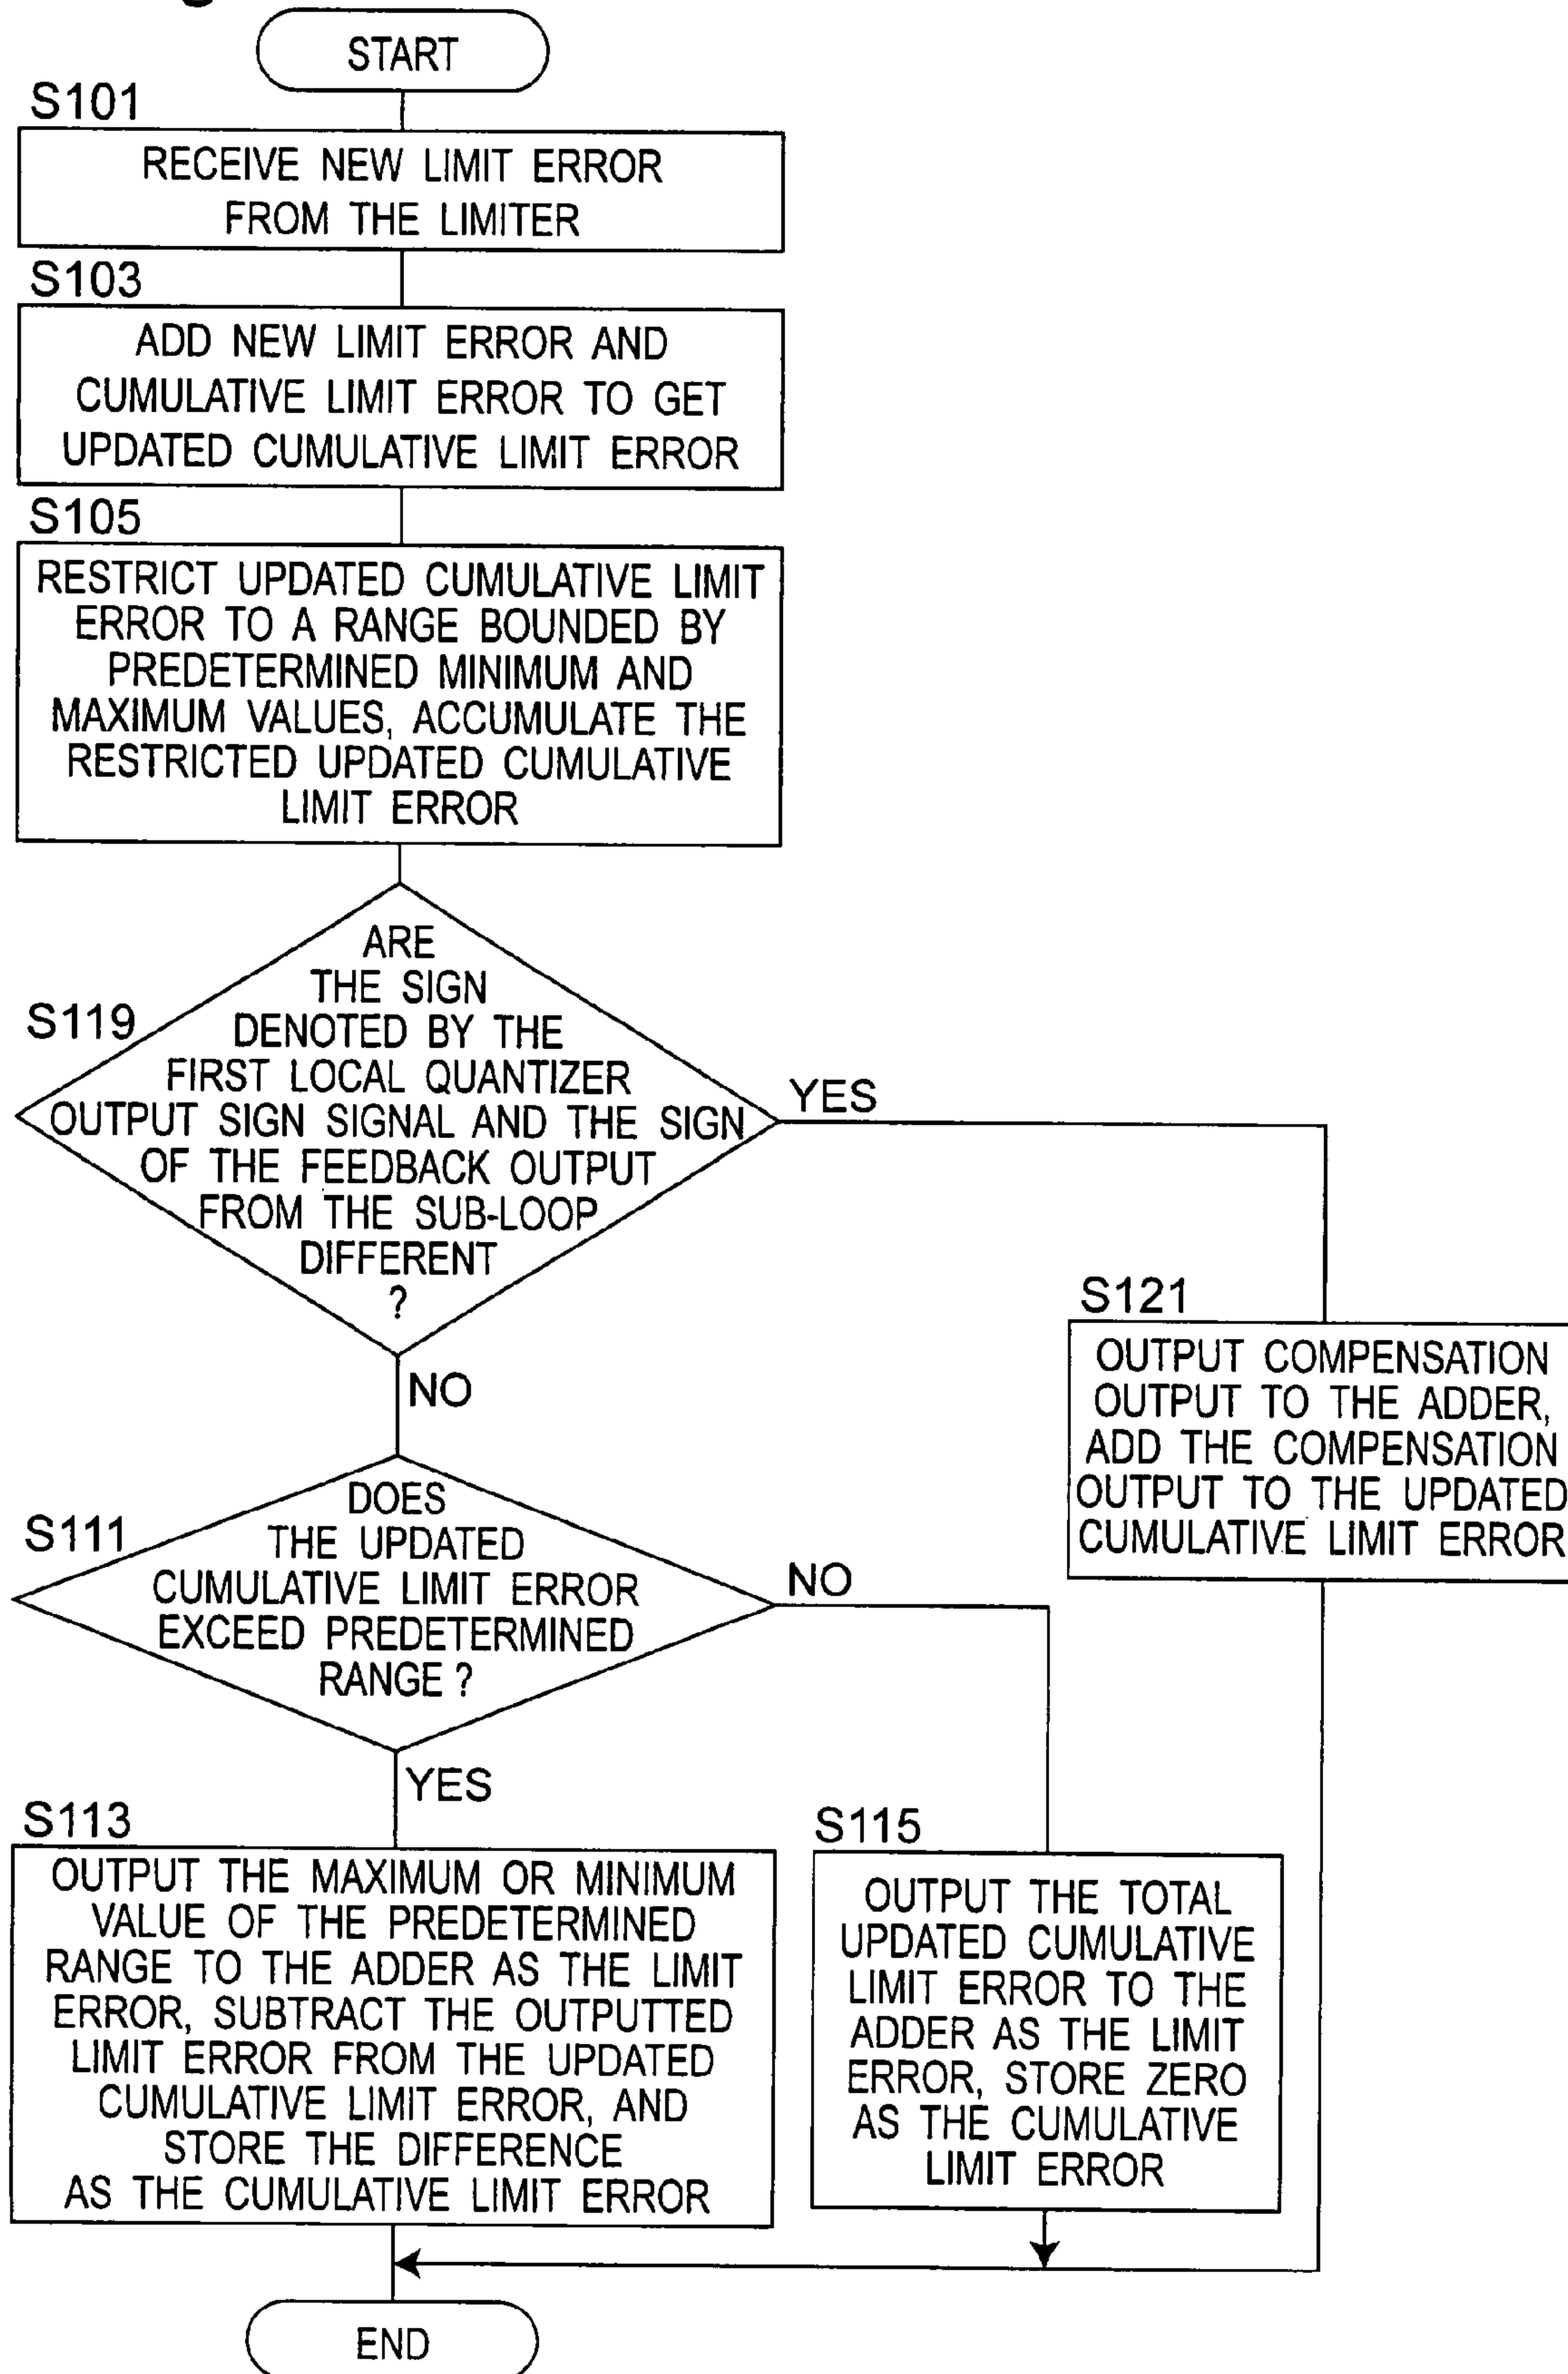 START
S101
RECEIVE NEW LIMIT ERROR
FROM THE LIMITER
S103
ADD NEW LIMIT ERROR AND
CUMULATIVE LIMIT ERROR TO GET
UPDATED CUMULATIVE LIMIT ERROR
S105
RESTRICT UPDATED CUMULATIVE LIMIT
ERROR TO A RANGE BOUNDED BY
PREDETERMINED MINIMUM AND
MAXIMUM VALUES, ACCUMULATE THE
RESTRICTED UPDATED CUMULATIVE
LIMIT ERROR
S119
ARE
THE SIGN
DENOTED BY THE
FIRST LOCAL QUANTIZER
OUTPUT SIGN SIGNAL AND THE SIGN
OF THE FEEDBACK OUTPUT
FROM THE SUB-LOOP
DIFFERENT
?
YES
NO
S121
OUTPUT COMPENSATION
OUTPUT TO THE ADDER,
ADD THE COMPENSATION
OUTPUT TO THE UPDATED
CUMULATIVE LIMIT ERROR
S111
DOES
THE UPDATED
CUMULATIVE LIMIT ERROR
EXCEED PREDETERMINED
RANGE ?
NO
YES
S113
OUTPUT THE MAXIMUM OR MINIMUM
VALUE OF THE PREDETERMINED
RANGE TO THE ADDER AS THE LIMIT
ERROR, SUBTRACT THE OUTPUTTED
LIMIT ERROR FROM THE UPDATED
CUMULATIVE LIMIT ERROR, AND
STORE THE DIFFERENCE
AS THE CUMULATIVE LIMIT ERROR
S115
OUTPUT THE TOTAL
UPDATED CUMULATIVE
LIMIT ERROR TO THE
ADDER AS THE LIMIT
ERROR, STORE ZERO
AS THE CUMULATIVE
LIMIT ERROR
END